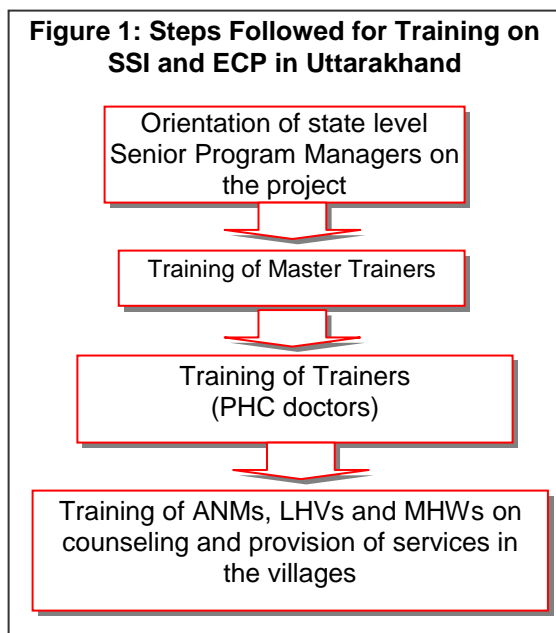 Figure 1: Steps Followed for Training on
SSI and ECP in Uttarakhand
Orientation of state level
Senior Program Managers on
the project
Training of Master Trainers
Training of Trainers
(PHC doctors)
Training of ANMs, LHVs and MHWs on
counseling and provision of services in
the villages